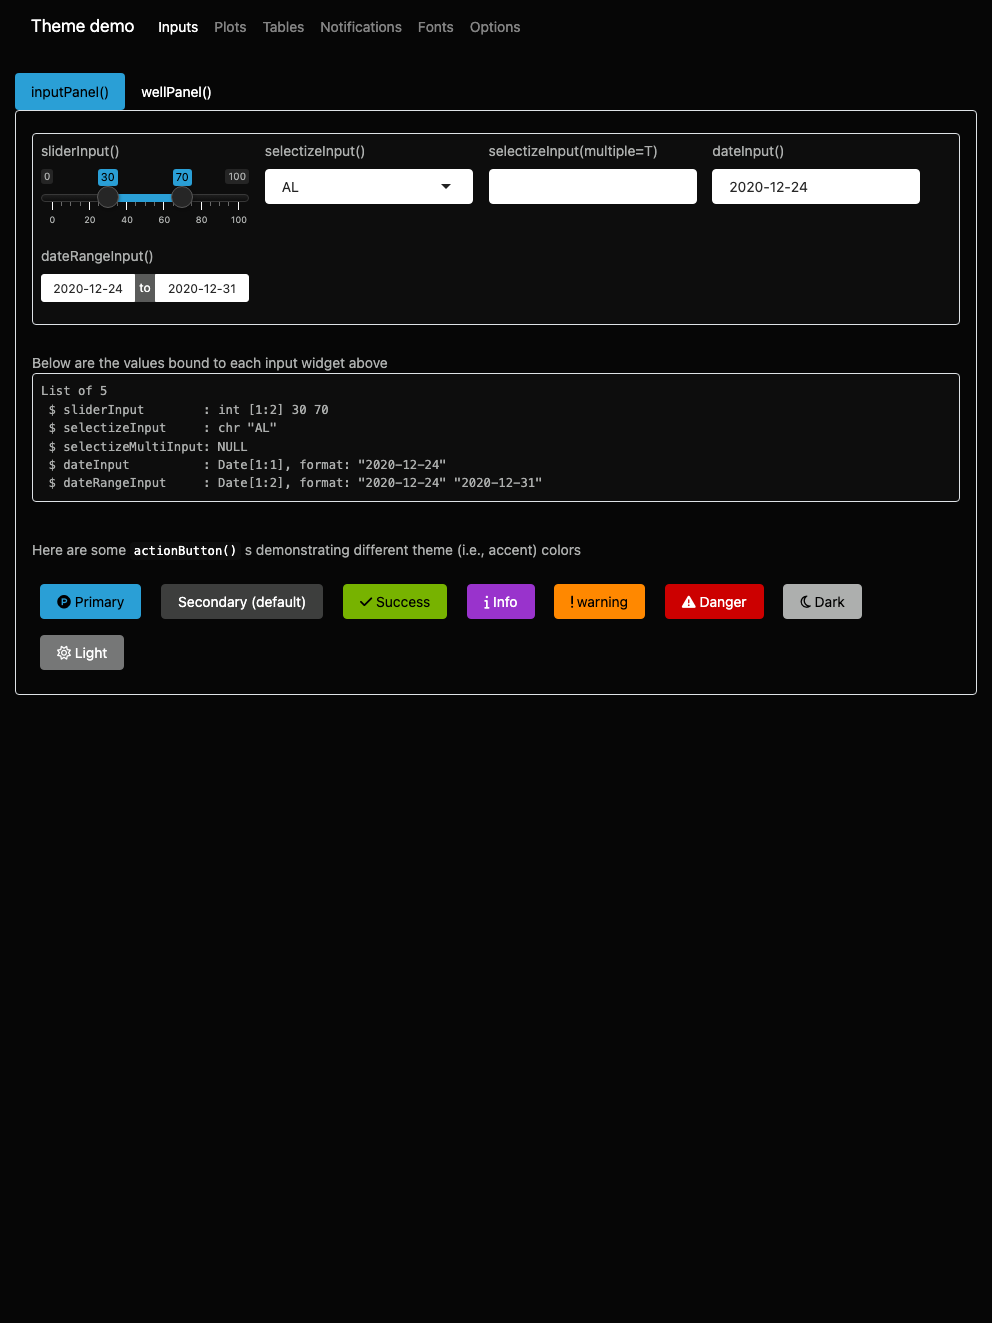 Theme demo Inputs Plots Tables Notifications Fonts Options
inputPanel() wellPanel()
sliderInput() selectizeInput() selectizeInput(multiple=T) dateInput()
0 30 70 100
AL 2020-12-24
0 20 40 60 80 100
dateRangeInput()
2020-12-24 to 2020-12-31
Below are the values bound to each input widget above
List of 5
 $ sliderInput        : int [1:2] 30 70
 $ selectizeInput     : chr "AL"
 $ selectizeMultiInput: NULL
 $ dateInput          : Date[1:1], format: "2020-12-24"
 $ dateRangeInput     : Date[1:2], format: "2020-12-24" "2020-12-31"
Here are some actionButton() s demonstrating different theme (i.e., accent) colors
P Primary Secondary (default) Success i Info ! warning Danger Dark
Light